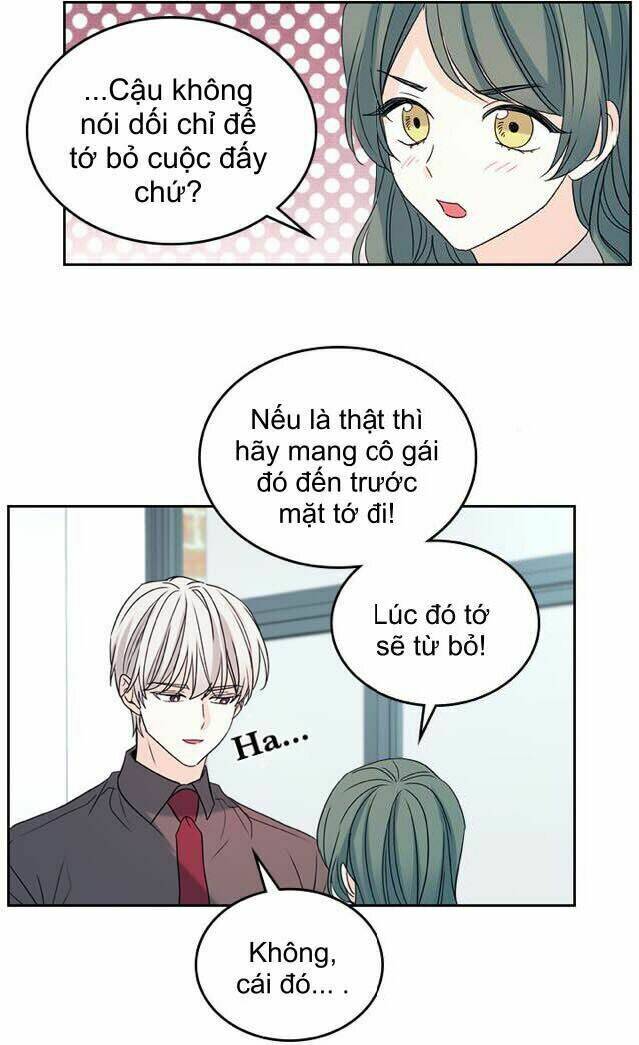 ...Cậu không
nói dối chỉ để
tớ bỏ cuộc đấy
chứ?
Nếu là thật thì
hãy mang cô gái
đó đến trước
mặt tớ đi!
Lúc đó tớ
sẽ từ bỏ!
Ha...
Không,
cái đó... .